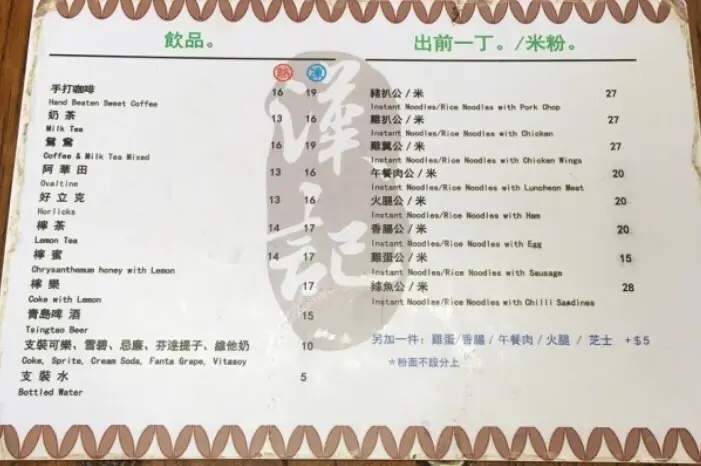 飲品。
熱 凍
手打咖啡 16 19
Hand Beaten Sweet Coffee
奶茶 13 16
Milk Tea
鴛鴦 16 19
Coffee & Milk Tea Mixed
阿華田 13 16
Ovaltine
好立克 13 16
Horlicks
檸茶 14 17
Lemon Tea
檸蜜 14 17
Chrysanthemum honey with Lemon
檸樂 17
Coke with Lemon
青島啤酒 15
Tsingtao Beer
支裝可樂、雪碧、忌廉、芬達提子、維他奶 10
Coke, Sprite, Cream Soda, Fanta Grape, Vitasoy
支裝水 5
Bottled Water
漢記
出前一丁。/米粉。
豬扒公/米 27
Instant Noodles/Rice Noodles with Pork Chop
雞扒公/米 27
Instant Noodles/Rice Noodles with Chicken
雞翼公/米 27
Instant Noodles/Rice Noodles with Chicken Wings
午餐肉公/米 20
Instant Noodles/Rice Noodles with Luncheon Meat
火腿公/米 20
Instant Noodles/Rice Noodles with Ham
香腸公/米 20
Instant Noodles/Rice Noodles with Egg
雞蛋公/米 15
Instant Noodles/Rice Noodles with Sausage
鯪魚公/米 28
Instant Noodles/Rice Noodles with Chilli Saedines
另加一件：雞蛋/香腸/午餐肉/火腿/芝士 +$5
＊粉面不設分上